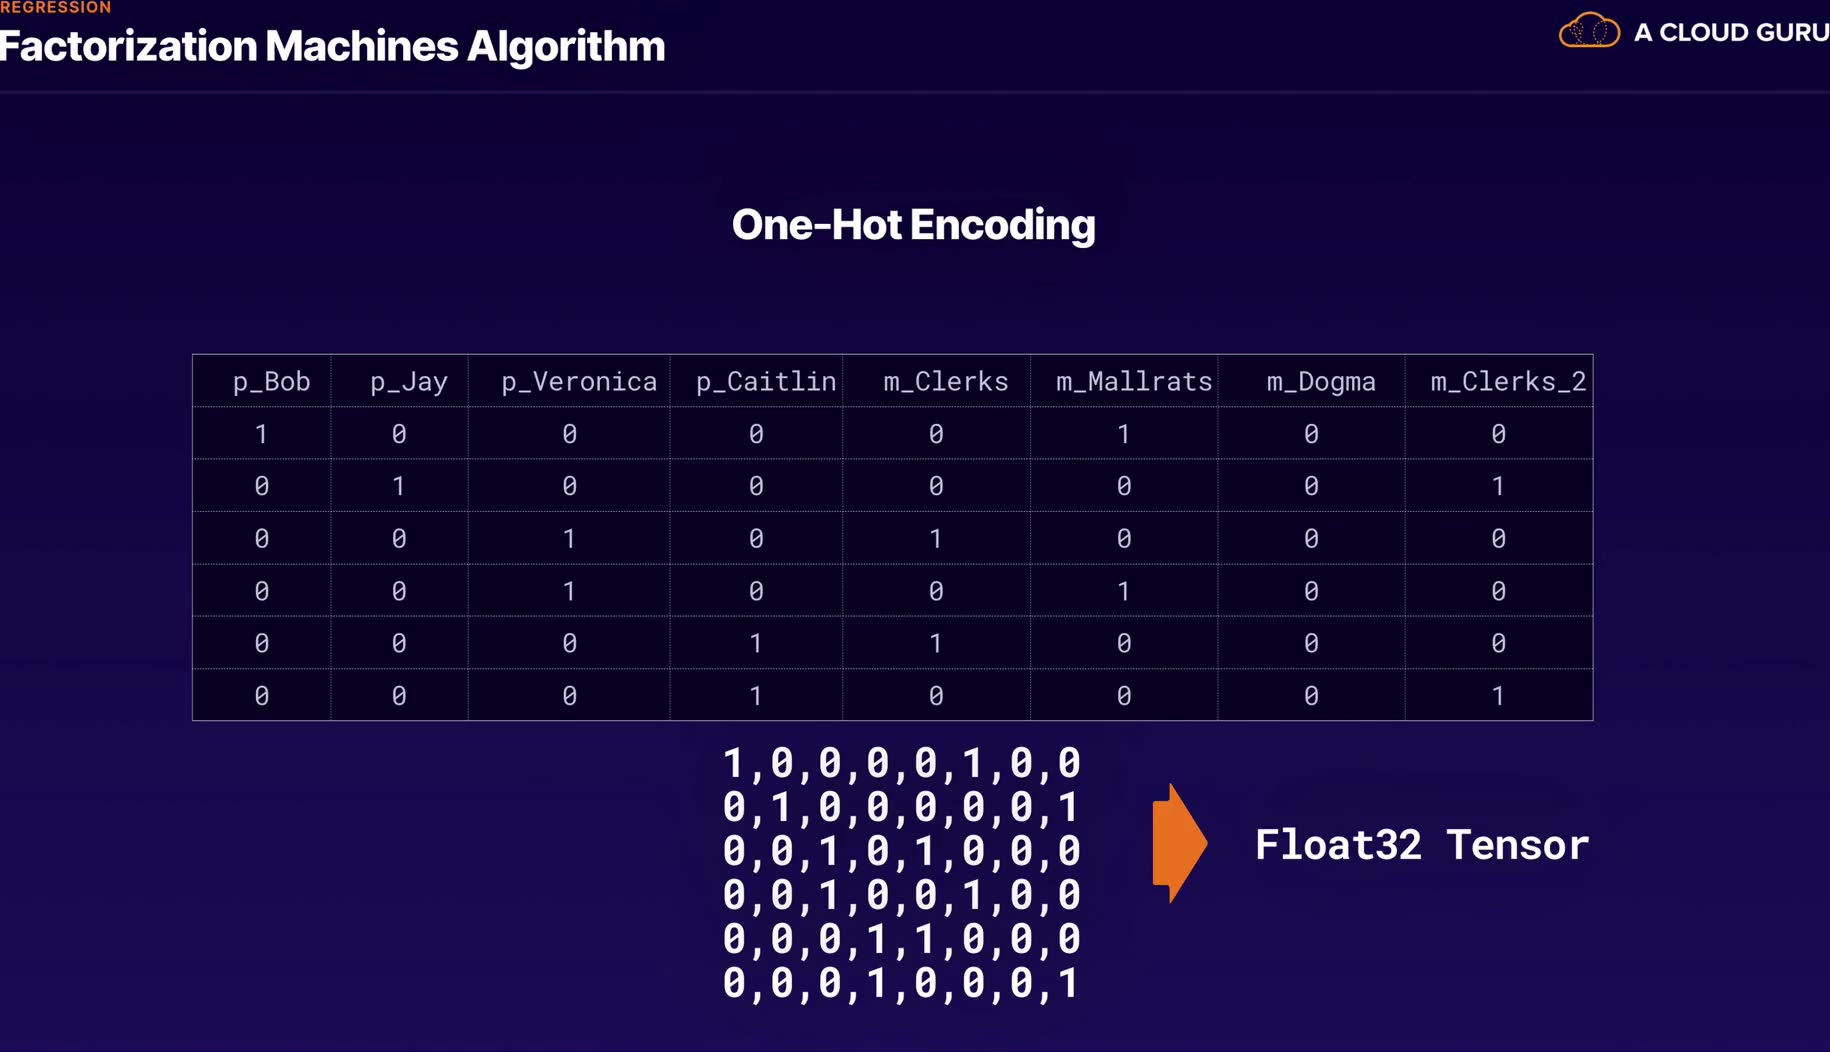 REGRESSION
Factorization Machines Algorithm
A CLOUD GURU
One-Hot Encoding
p_Bob p_Jay p_Veronica p_Caitlin m_Clerks m_Mallrats m_Dogma m_Clerks_2
1 0 0 0 0 1 0 0
0 1 0 0 0 0 0 1
0 0 1 0 1 0 0 0
0 0 1 0 0 1 0 0
0 0 0 1 1 0 0 0
0 0 0 1 0 0 0 1
1,0,0,0,0,1,0,0
0,1,0,0,0,0,0,1
0,0,1,0,1,0,0,0
0,0,1,0,0,1,0,0
0,0,0,1,1,0,0,0
0,0,0,1,0,0,0,1
Float32 Tensor